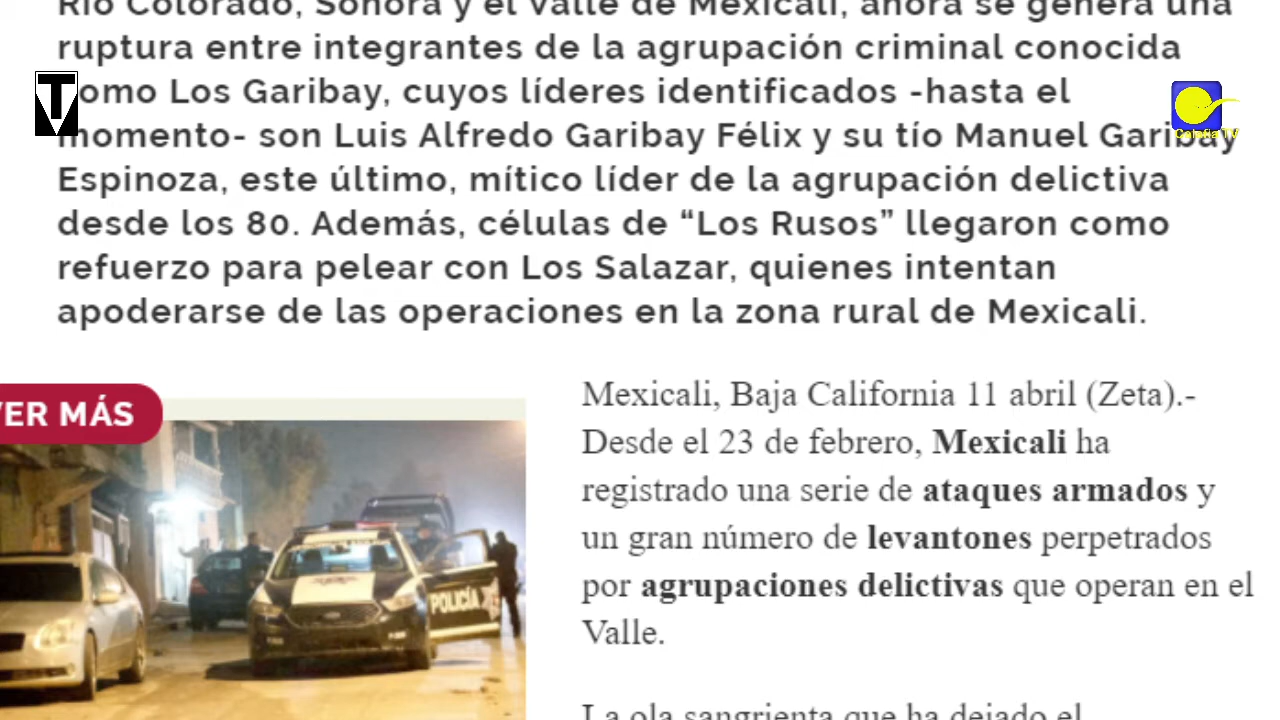 Río Colorado, Sonora y el Valle de Mexicali, ahora se genera una
ruptura entre integrantes de la agrupación criminal conocida
como Los Garibay, cuyos líderes identificados -hasta el
momento- son Luis Alfredo Garibay Félix y su tío Manuel Garibay
Espinoza, este último, mítico líder de la agrupación delictiva
desde los 80. Además, células de “Los Rusos” llegaron como
refuerzo para pelear con Los Salazar, quienes intentan
apoderarse de las operaciones en la zona rural de Mexicali.
TV
Calafia TV
VER MÁS
POLICÍA
Mexicali, Baja California 11 abril (Zeta).-
Desde el 23 de febrero, Mexicali ha
registrado una serie de ataques armados y
un gran número de levantones perpetrados
por agrupaciones delictivas que operan en el
Valle.
La ola sangrienta que ha dejado el